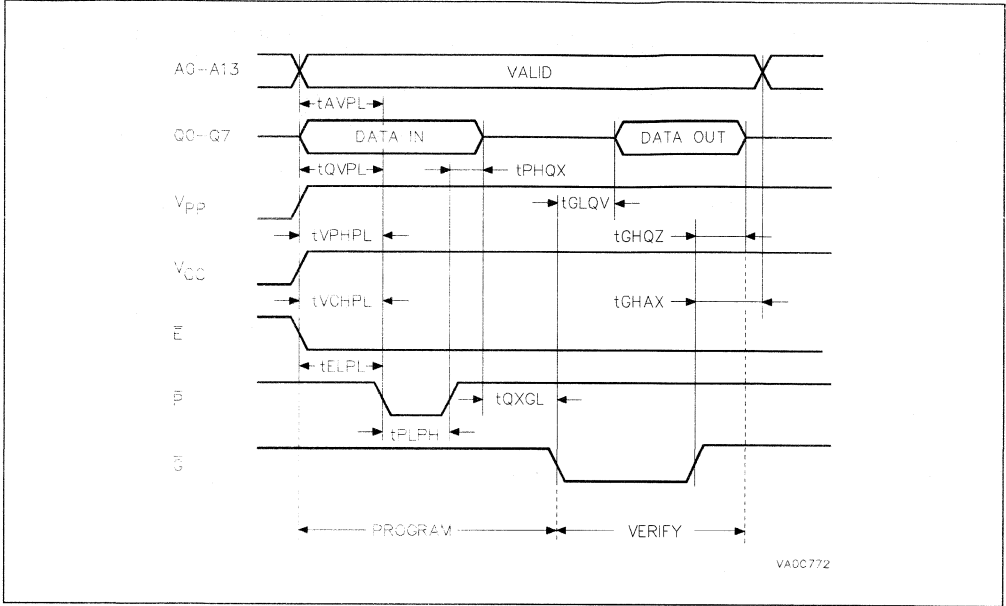 A0-A13
VALID
tAVPL
Q0-Q7
DATA IN
DATA OUT
tQVPL
tPHQX
VPP
tGLQV
tVPHPL
tGHQZ
VCC
tVCHPL
tGHAX
E
tELPL
P
tQXGL
tPLPH
G
PROGRAM
VERIFY
VA0C772